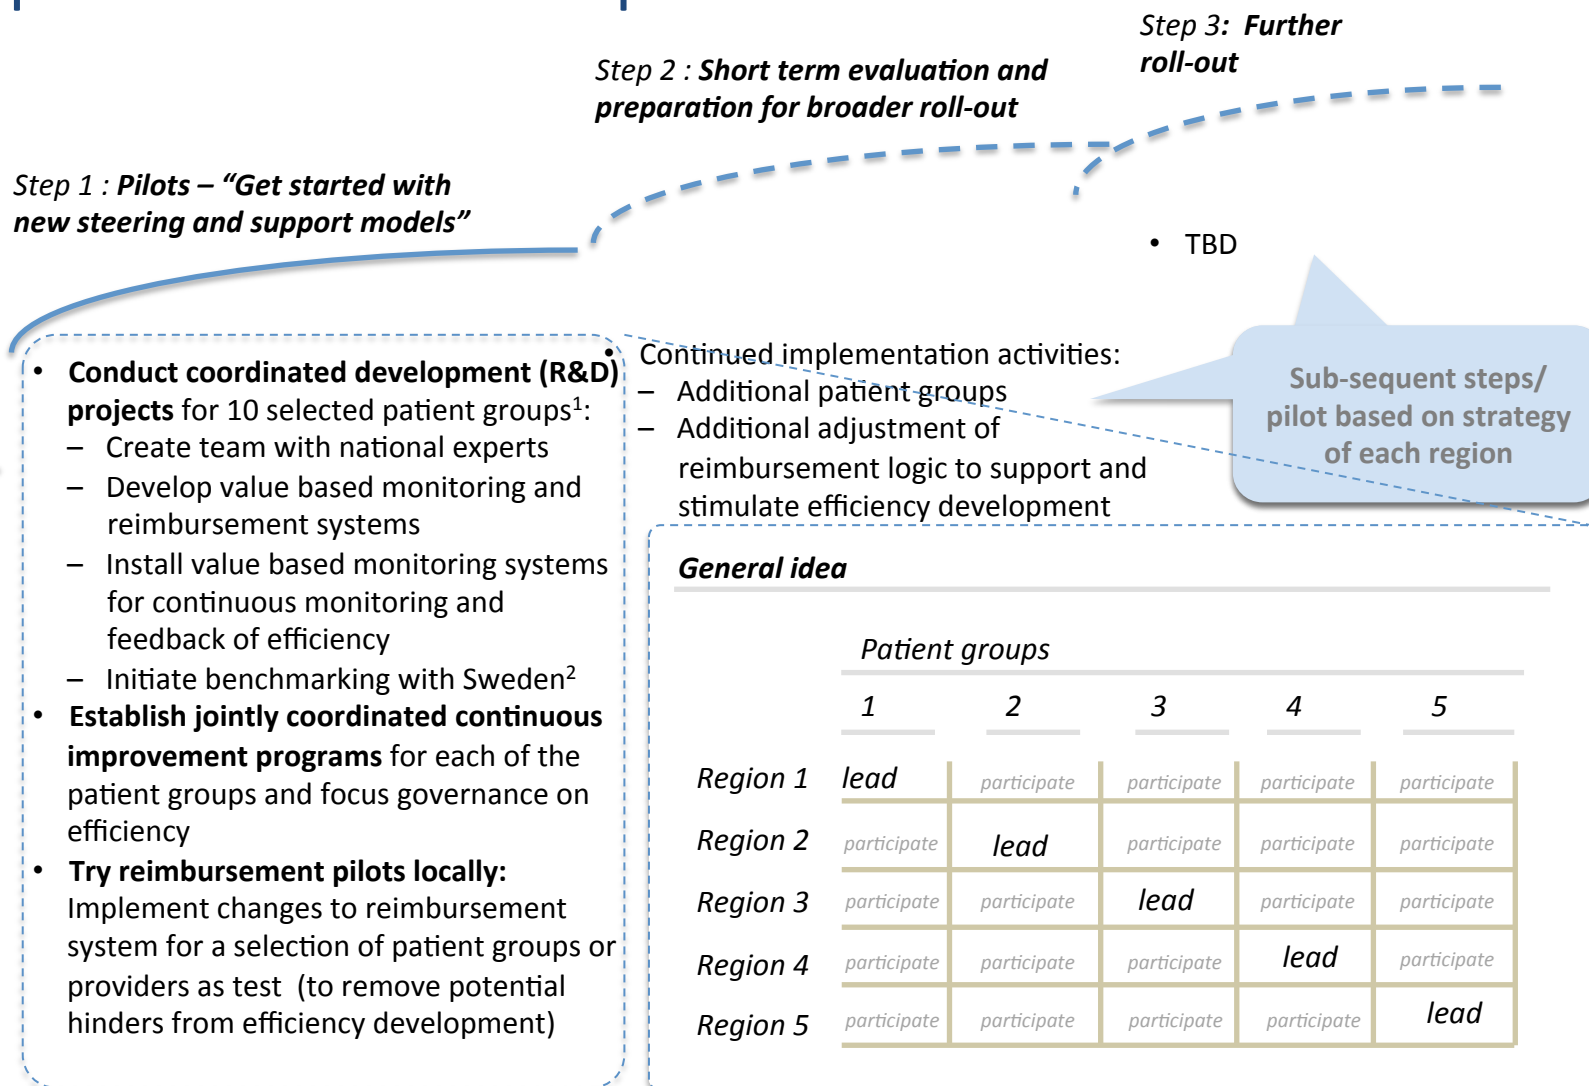 Step 3: Further
roll-out
Step 2 : Short term evaluation and
preparation for broader roll-out
Step 1 : Pilots – “Get started with
new steering and support models”
• TBD
• Conduct coordinated development (R&D)
projects for 10 selected patient groups¹:
– Create team with national experts
– Develop value based monitoring and
reimbursement systems
– Install value based monitoring systems
for continuous monitoring and
feedback of efficiency
– Initiate benchmarking with Sweden²
• Establish jointly coordinated continuous
improvement programs for each of the
patient groups and focus governance on
efficiency
• Try reimbursement pilots locally:
Implement changes to reimbursement
system for a selection of patient groups or
providers as test (to remove potential
hinders from efficiency development)
• Continued implementation activities:
– Additional patient groups
– Additional adjustment of
reimbursement logic to support and
stimulate efficiency development
Sub-sequent steps/
pilot based on strategy
of each region
General idea
Patient groups
1 2 3 4 5
Region 1 lead participate participate participate participate
Region 2 participate lead participate participate participate
Region 3 participate participate lead participate participate
Region 4 participate participate participate lead participate
Region 5 participate participate participate participate lead